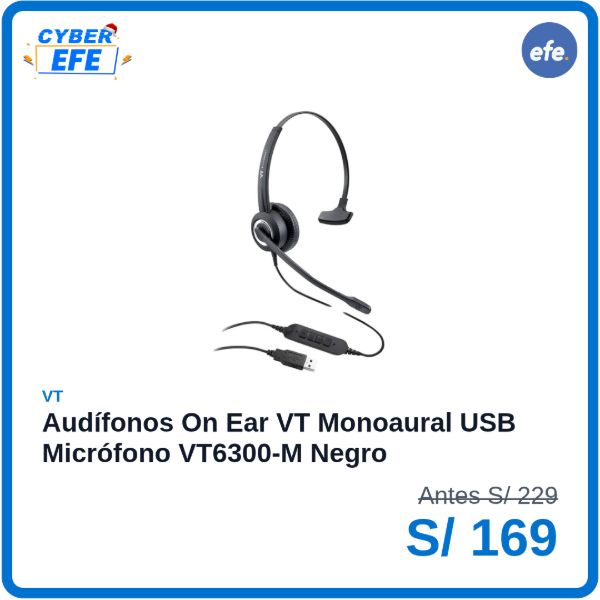 CYBER
EFE
efe.
VT
Audífonos On Ear VT Monoaural USB
Micrófono VT6300-M Negro
Antes S/ 229
S/ 169